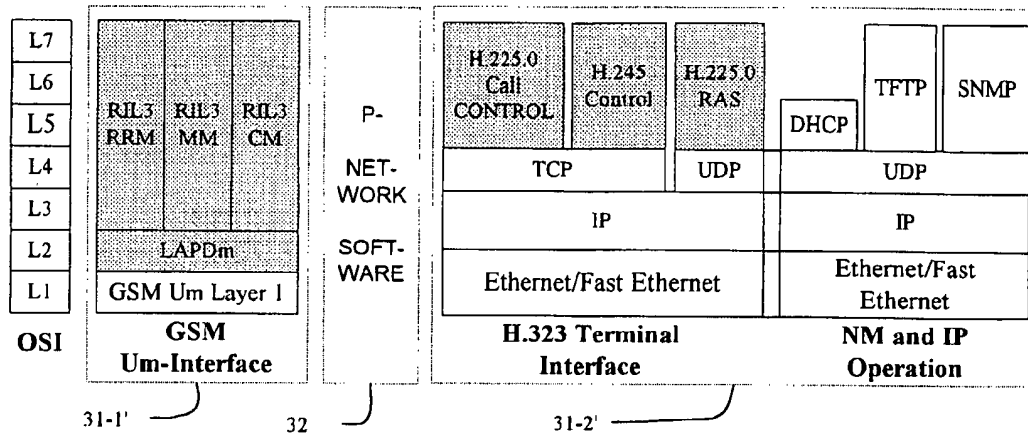 L7
L6
L5
L4
L3
L2
L1
OSI
RIL3
RRM
RIL3
MM
RIL3
CM
LAPDm
GSM Um Layer 1
GSM
Um-Interface
P-
NET-
WORK
SOFT-
WARE
H.225.0
Call
CONTROL
H.245
Control
H.225.0
RAS
TCP
UDP
IP
Ethernet/Fast Ethernet
H.323 Terminal
Interface
DHCP
TFTP
SNMP
UDP
IP
Ethernet/Fast
Ethernet
NM and IP
Operation
31-1'
32
31-2'